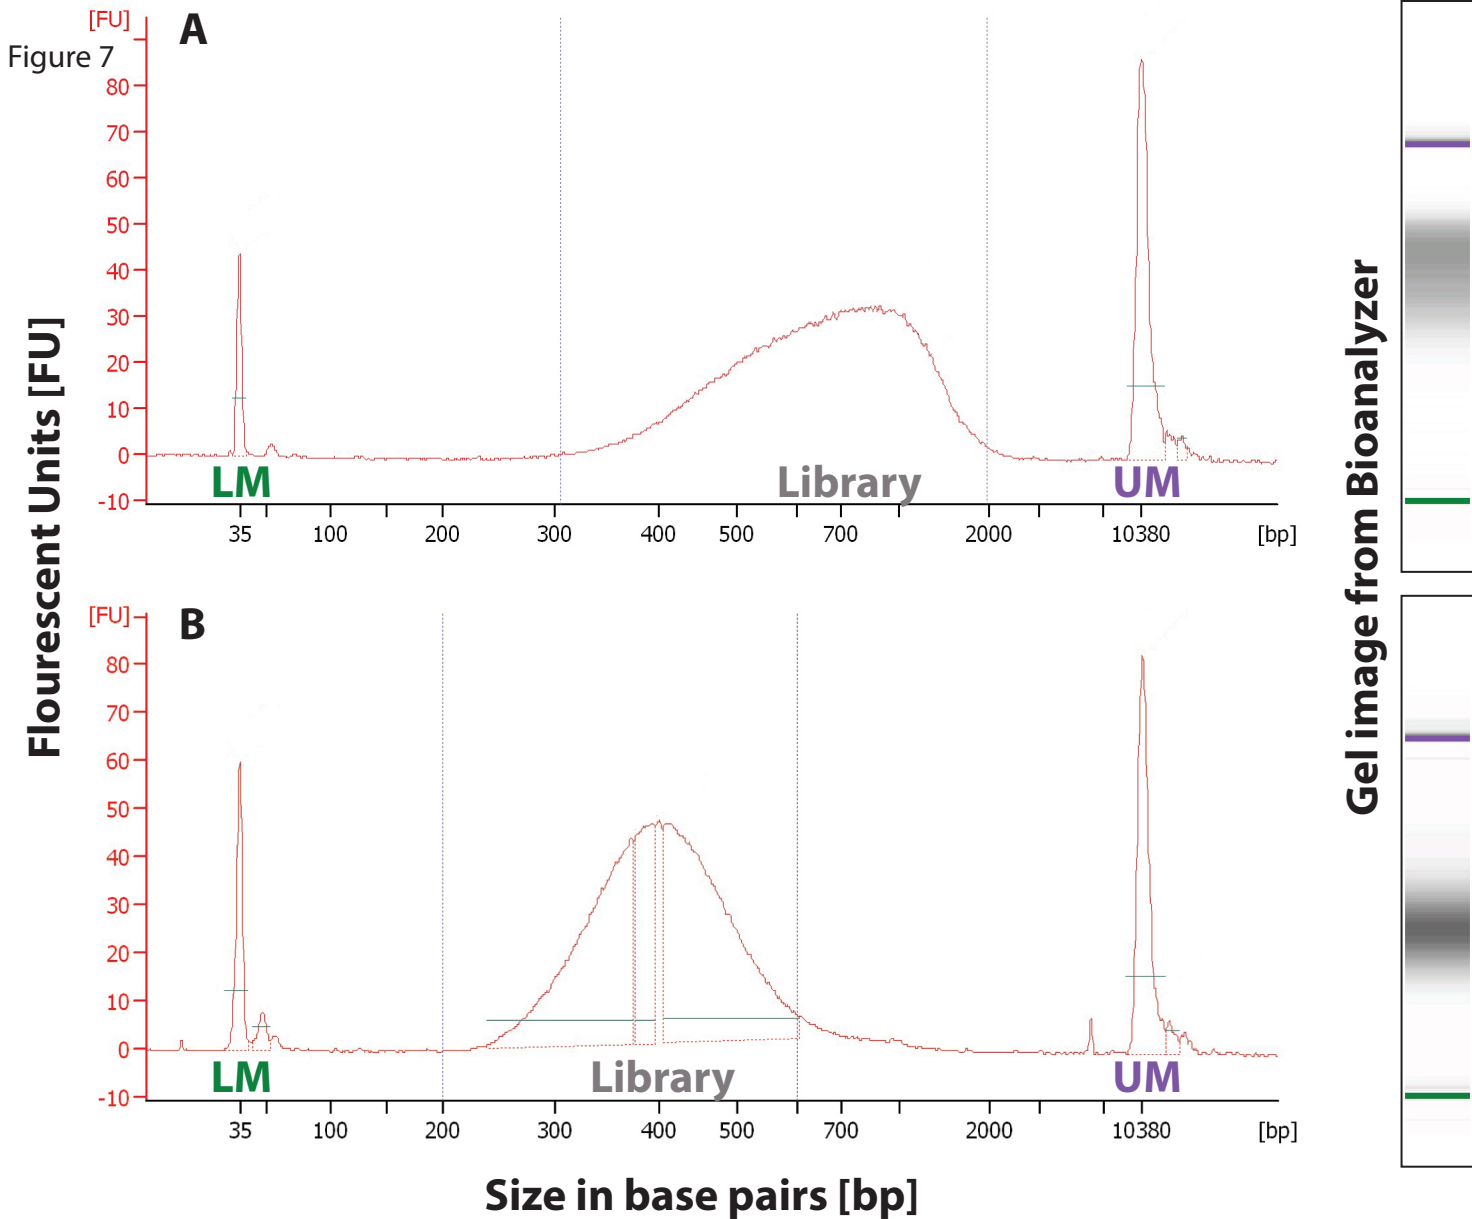 Figure 7
A
[FU]
80
70
60
50
40
30
20
10
0
-10
LM
Library
UM
35 100 200 300 400 500 700 2000 10380 [bp]
B
[FU]
80
70
60
50
40
30
20
10
0
-10
LM
Library
UM
35 100 200 300 400 500 700 2000 10380 [bp]
Flourescent Units [FU]
Size in base pairs [bp]
Gel image from Bioanalyzer